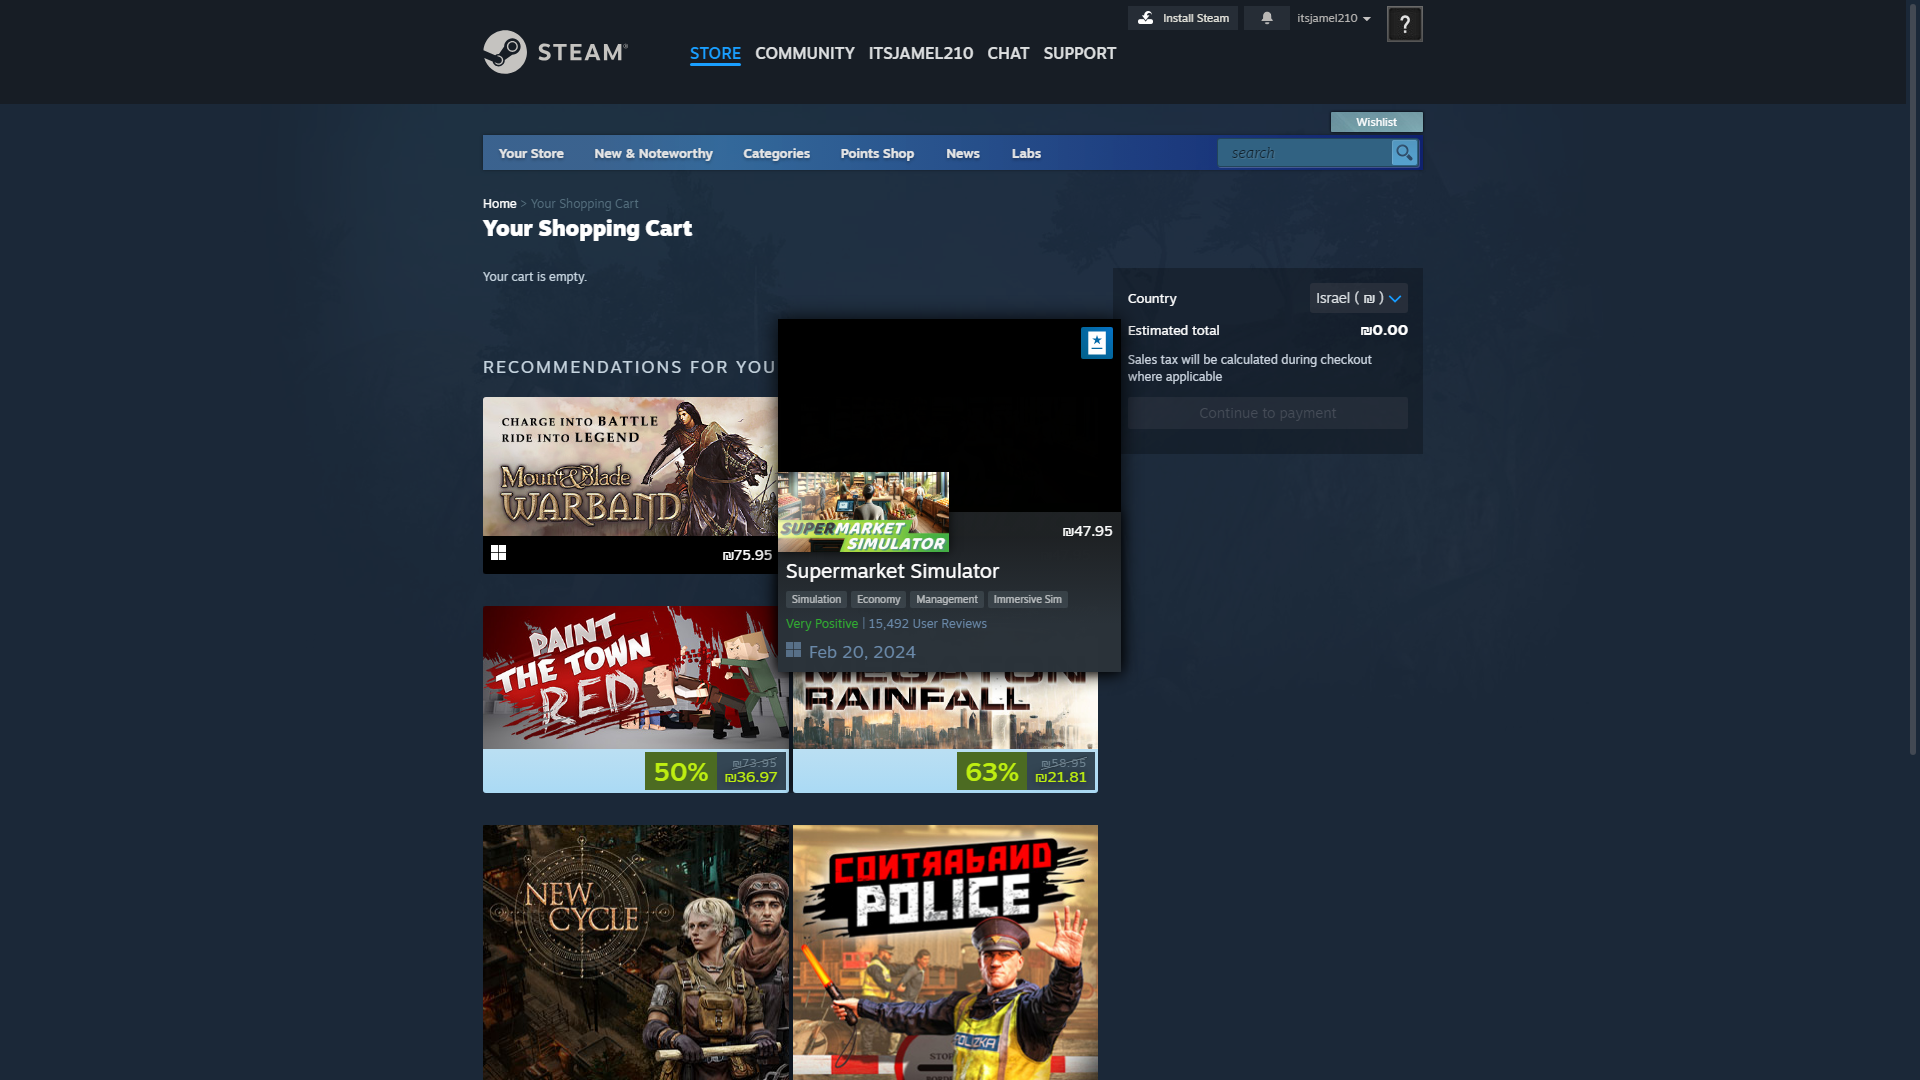 Install Steam
itsjamel210
?
STEAM
STORE
COMMUNITY
ITSJAMEL210
CHAT
SUPPORT
Wishlist
Your Store
New & Noteworthy
Categories
Points Shop
News
Labs
search
Home > Your Shopping Cart
Your Shopping Cart
Your cart is empty.
Country
Israel ( ₪ )
Estimated total
₪0.00
Sales tax will be calculated during checkout
where applicable
Continue to payment
RECOMMENDATIONS FOR YOU
CHARGE INTO BATTLE
RIDE INTO LEGEND
Mount&Blade
WARBAND
₪75.95
SUPERMARKET
SIMULATOR
₪47.95
Supermarket Simulator
Simulation
Economy
Management
Immersive Sim
Very Positive | 15,492 User Reviews
Feb 20, 2024
PAINT
THE TOWN
RED
50%
₪73.95
₪36.97
MEGATON
RAINFALL
63%
₪58.95
₪21.81
NEW
CYCLE
CONTRABAND
POLICE
POLIZKA
STOP